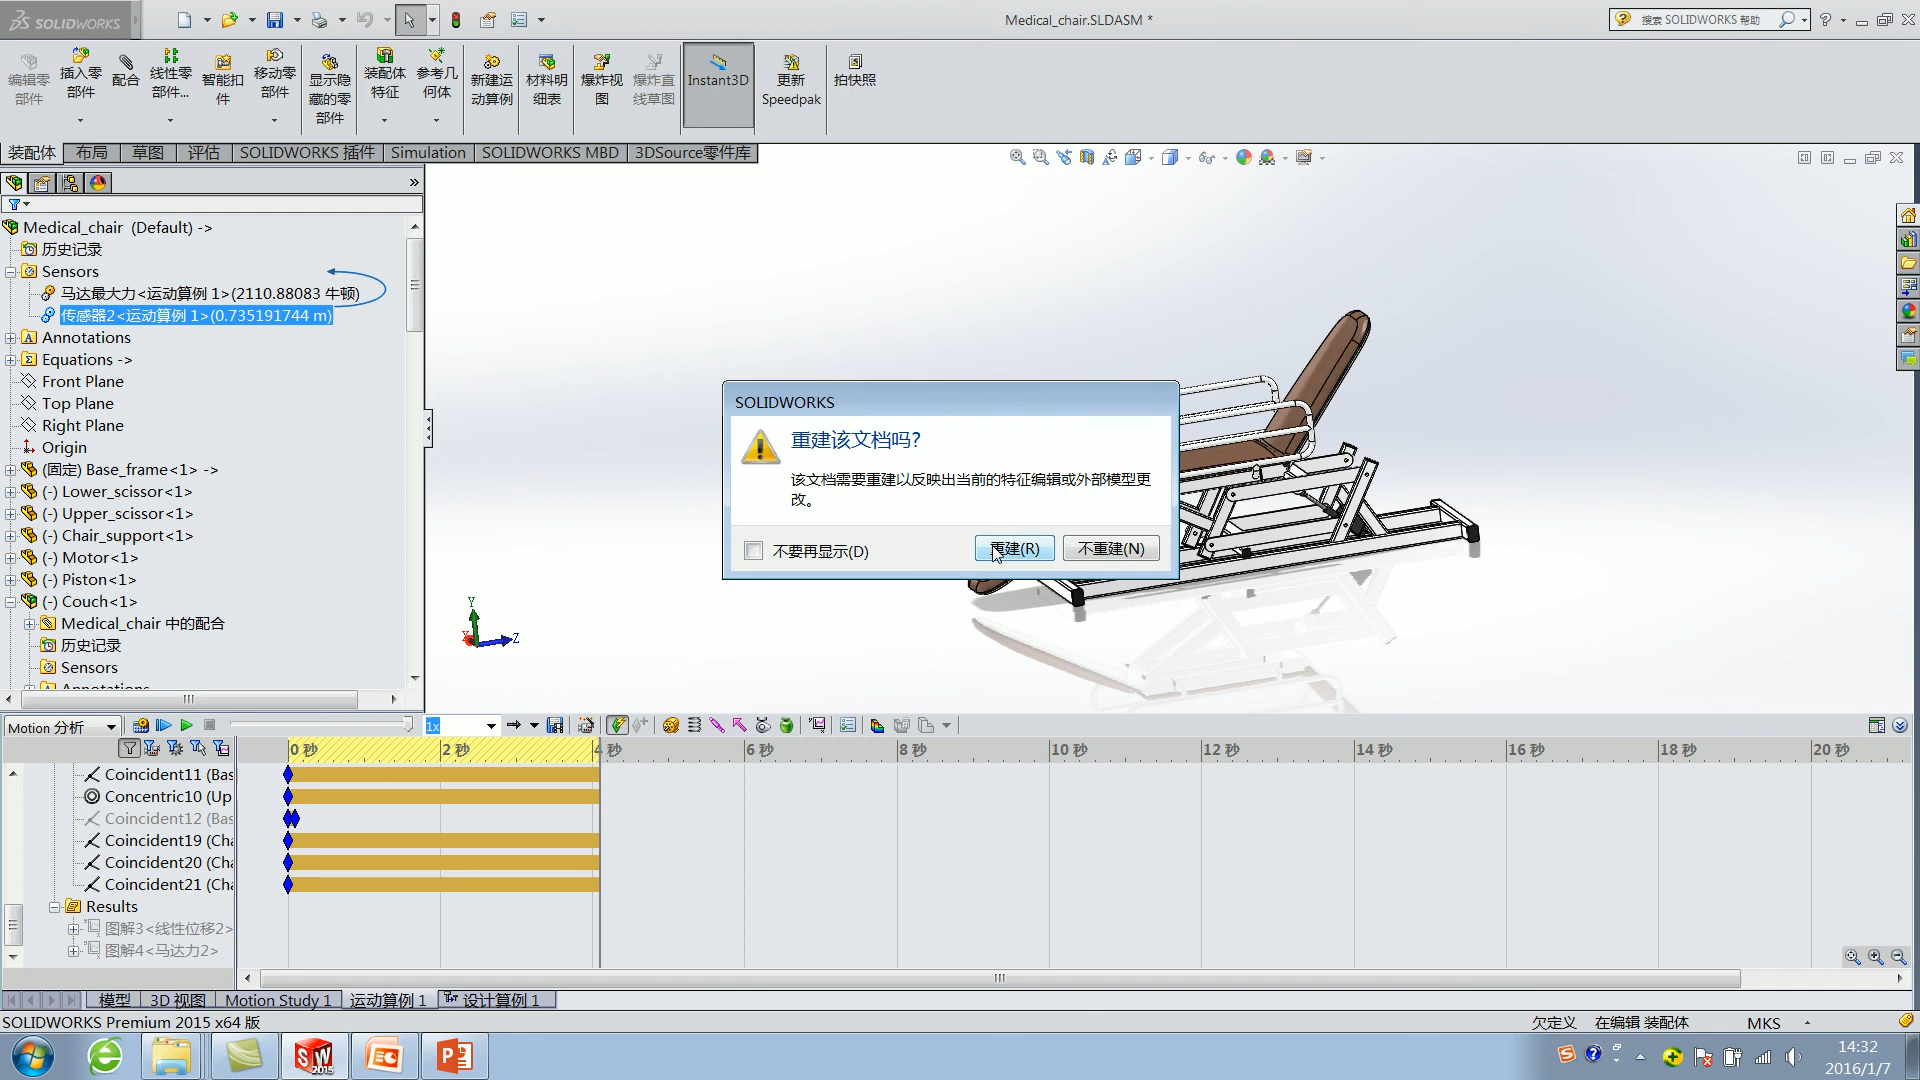 SOLIDWORKS
Medical_chair.SLDASM *
搜索 SOLIDWORKS 帮助
编辑零部件
插入零部件
配合
线性零部件...
智能扣件
移动零部件
显示隐藏的零部件
装配体特征
参考几何体
新建运动算例
材料明细表
爆炸视图
爆炸直线草图
Instant3D
更新 Speedpak
拍快照
装配体 布局 草图 评估 SOLIDWORKS 插件 Simulation SOLIDWORKS MBD 3DSource零件库
Medical_chair (Default) ->
历史记录
Sensors
马达最大力<运动算例 1>(2110.88083 牛顿)
传感器2<运动算例 1>(0.735191744 m)
Annotations
Equations ->
Front Plane
Top Plane
Right Plane
Origin
(固定) Base_frame<1> ->
(-) Lower_scissor<1>
(-) Upper_scissor<1>
(-) Chair_support<1>
(-) Motor<1>
(-) Piston<1>
(-) Couch<1>
Medical_chair 中的配合
历史记录
Sensors
Annotations
SOLIDWORKS
重建该文档吗?
该文档需要重建以反映出当前的特征编辑或外部模型更
改。
不要再显示(D)
重建(R)
不重建(N)
Y
X
Z
Motion 分析
1x
0 秒 2 秒 4 秒 6 秒 8 秒 10 秒 12 秒 14 秒 16 秒 18 秒 20 秒
Coincident11 (Bas
Concentric10 (Up
Coincident12 (Bas
Coincident19 (Cha
Coincident20 (Cha
Coincident21 (Cha
Results
图解3<线性位移2>
图解4<马达力2>
模型 3D 视图 Motion Study 1 运动算例 1 设计算例 1
SOLIDWORKS Premium 2015 x64 版
欠定义 在编辑 装配体 MKS
14:32
2016/1/7